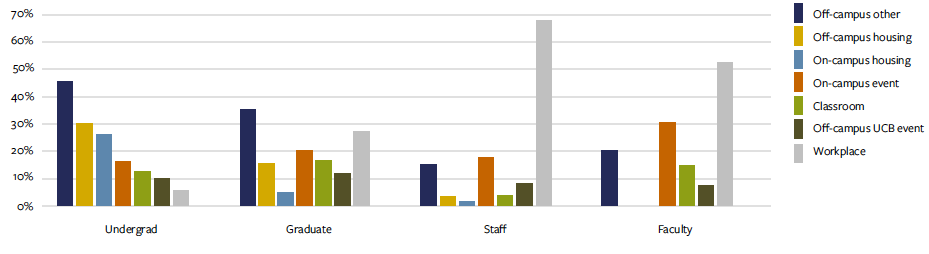 70%
60%
50%
40%
30%
20%
10%
0%
Undergrad
Graduate
Staff
Faculty
Off-campus other
Off-campus housing
On-campus housing
On-campus event
Classroom
Off-campus UCB event
Workplace